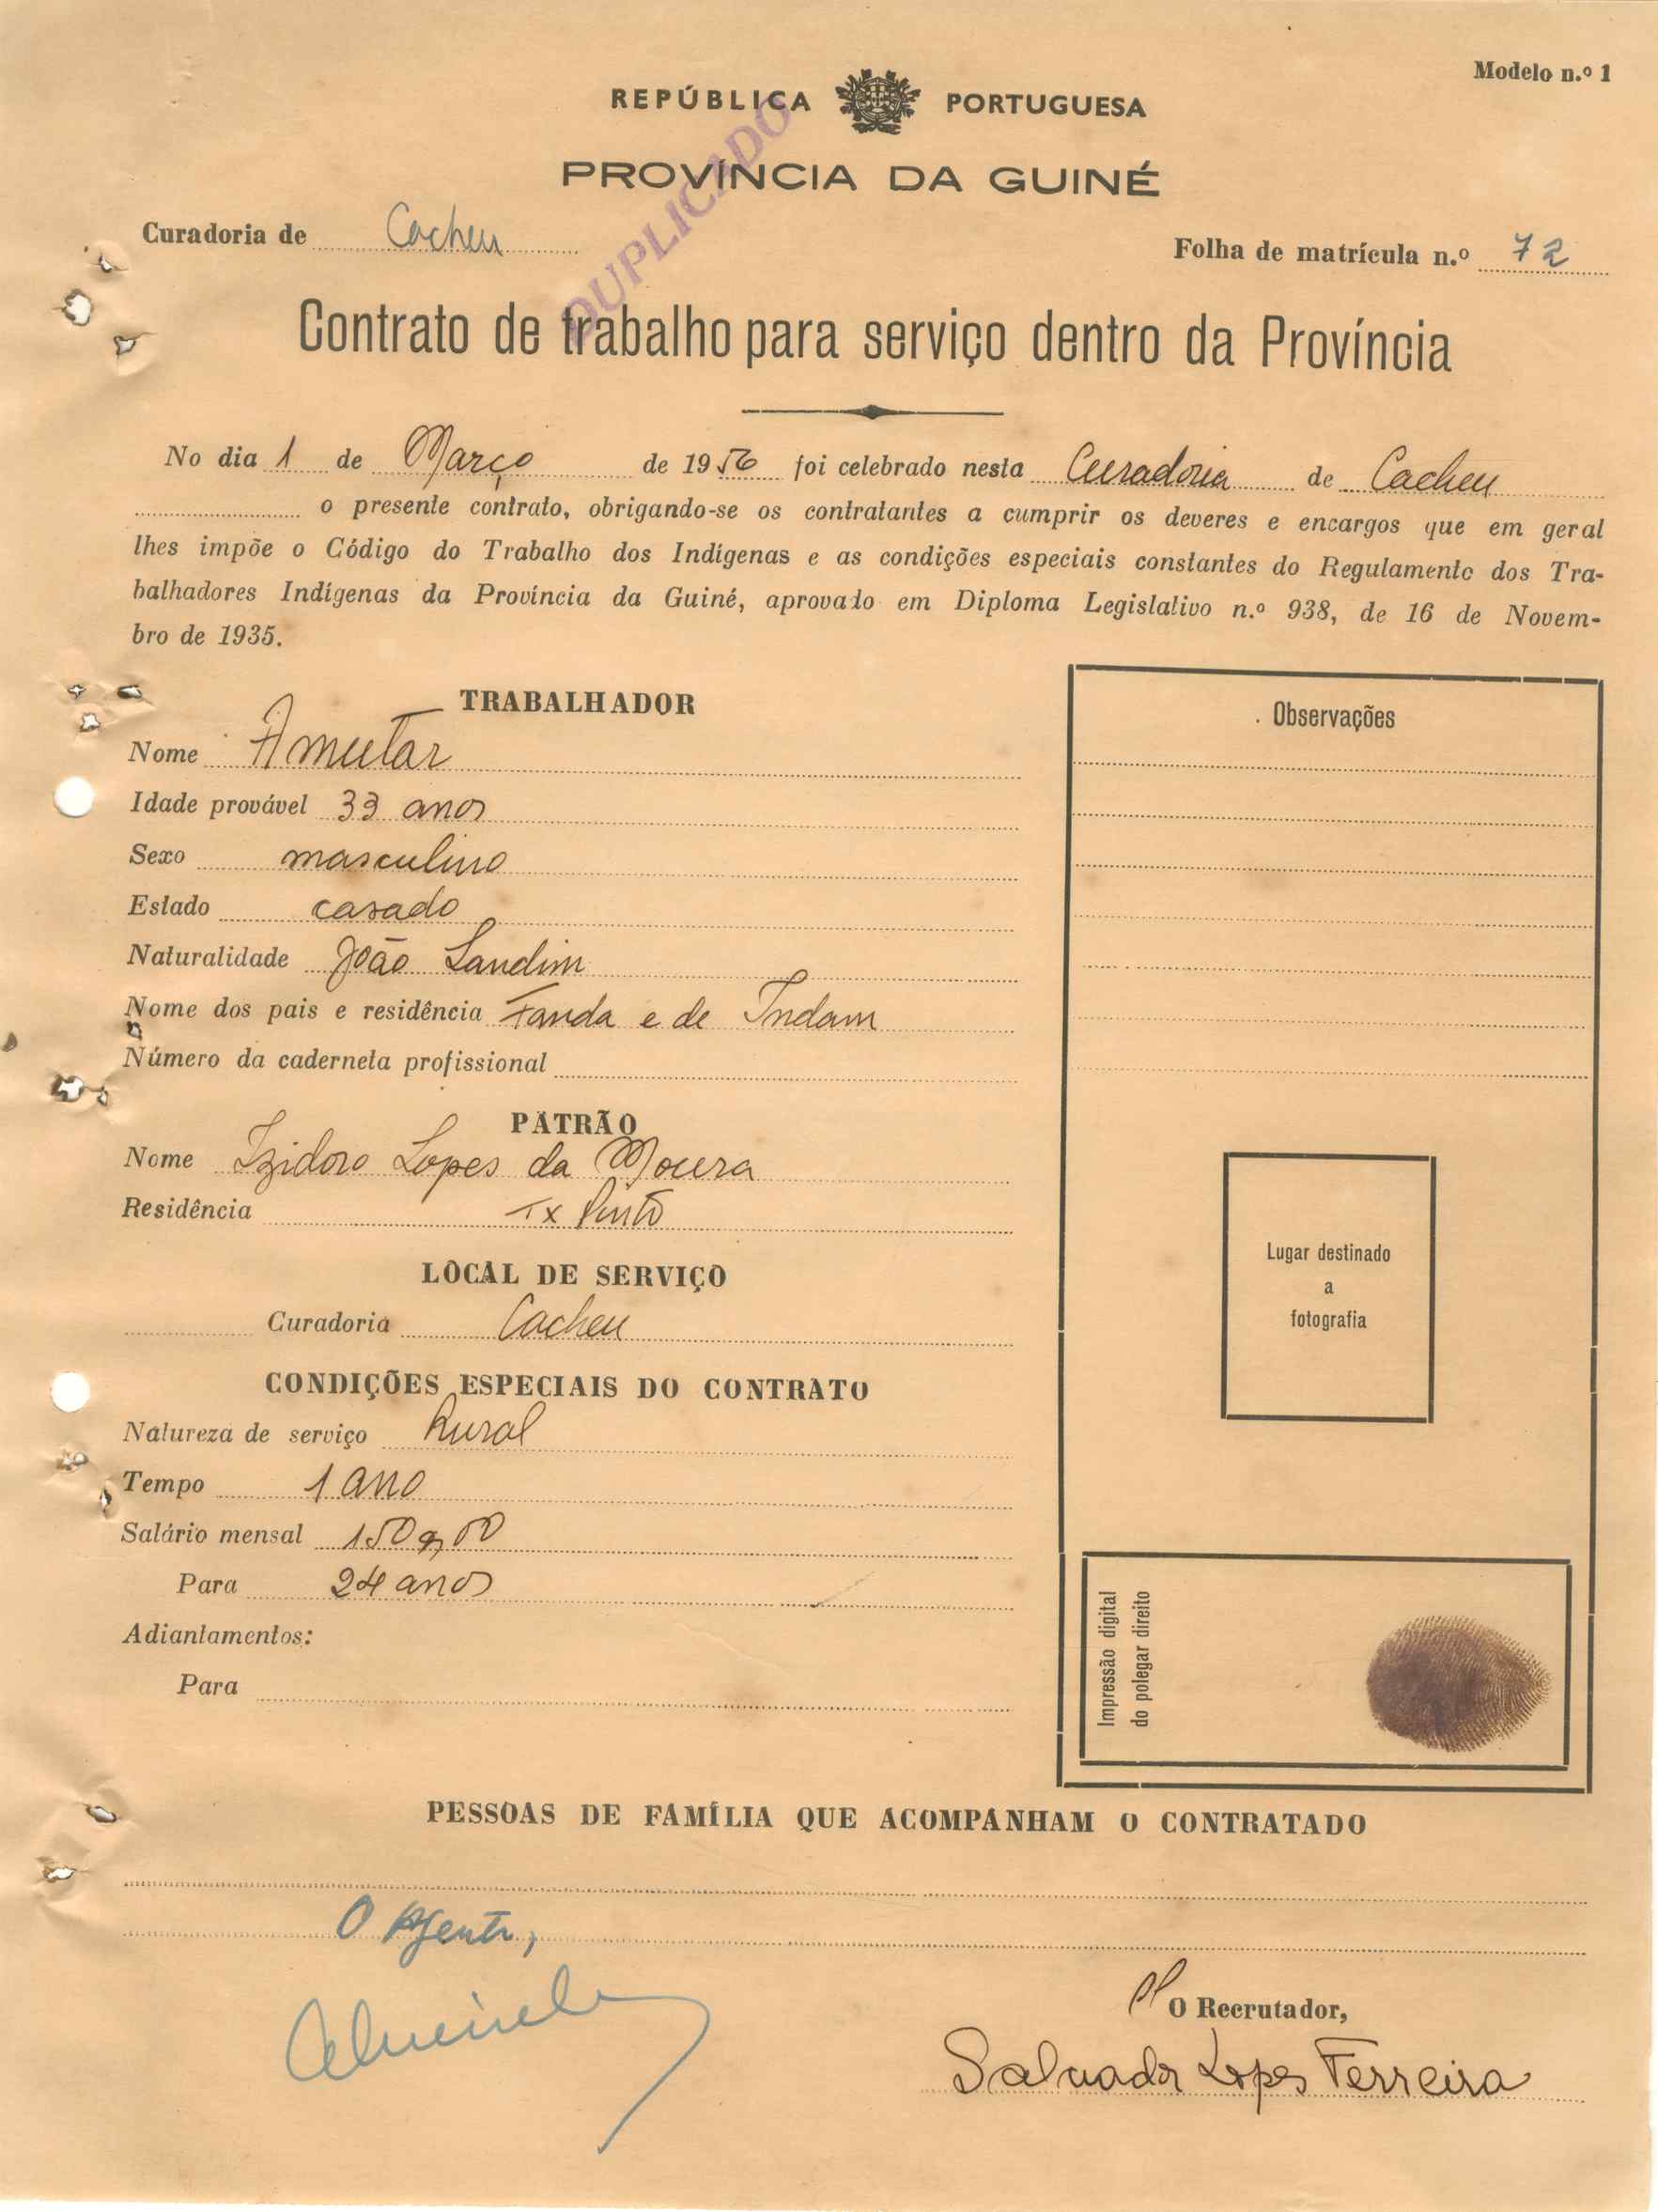 Modelo n.º 1
REPÚBLICA PORTUGUESA
DUPLICADO
PROVÍNCIA DA GUINÉ
Curadoria de Cacheu
Folha de matrícula n.º 72
Contrato de trabalho para serviço dentro da Província
No dia 1 de Março de 1956 foi celebrado nesta Curadoria de Cacheu
o presente contrato, obrigando-se os contratantes a cumprir os deveres e encargos que em geral
lhes impõe o Código do Trabalho dos Indígenas e as condições especiais constantes do Regulamento dos Tra-
balhadores Indígenas da Província da Guiné, aprovado em Diploma Legislativo n.º 938, de 16 de Novem-
bro de 1935.
TRABALHADOR
Nome Amutar
Idade provável 33 anos
Sexo masculino
Estado casado
Naturalidade João Landim
Nome dos pais e residência Fanda e de Indam
Número da caderneta profissional
PATRÃO
Nome Izidoro Lopes da Moura
Residência Tx Pinto
LOCAL DE SERVIÇO
Curadoria Cacheu
CONDIÇÕES ESPECIAIS DO CONTRATO
Natureza de serviço Rural
Tempo 1 ano
Salário mensal 150$00
Para 24 anos
Adiantamentos:
Para
Observações
Lugar destinado
a
fotografia
Impressão digital
do polegar direito
PESSOAS DE FAMÍLIA QUE ACOMPANHAM O CONTRATADO
O Agente,
Pl O Recrutador,
Salvador Lopes Ferreira